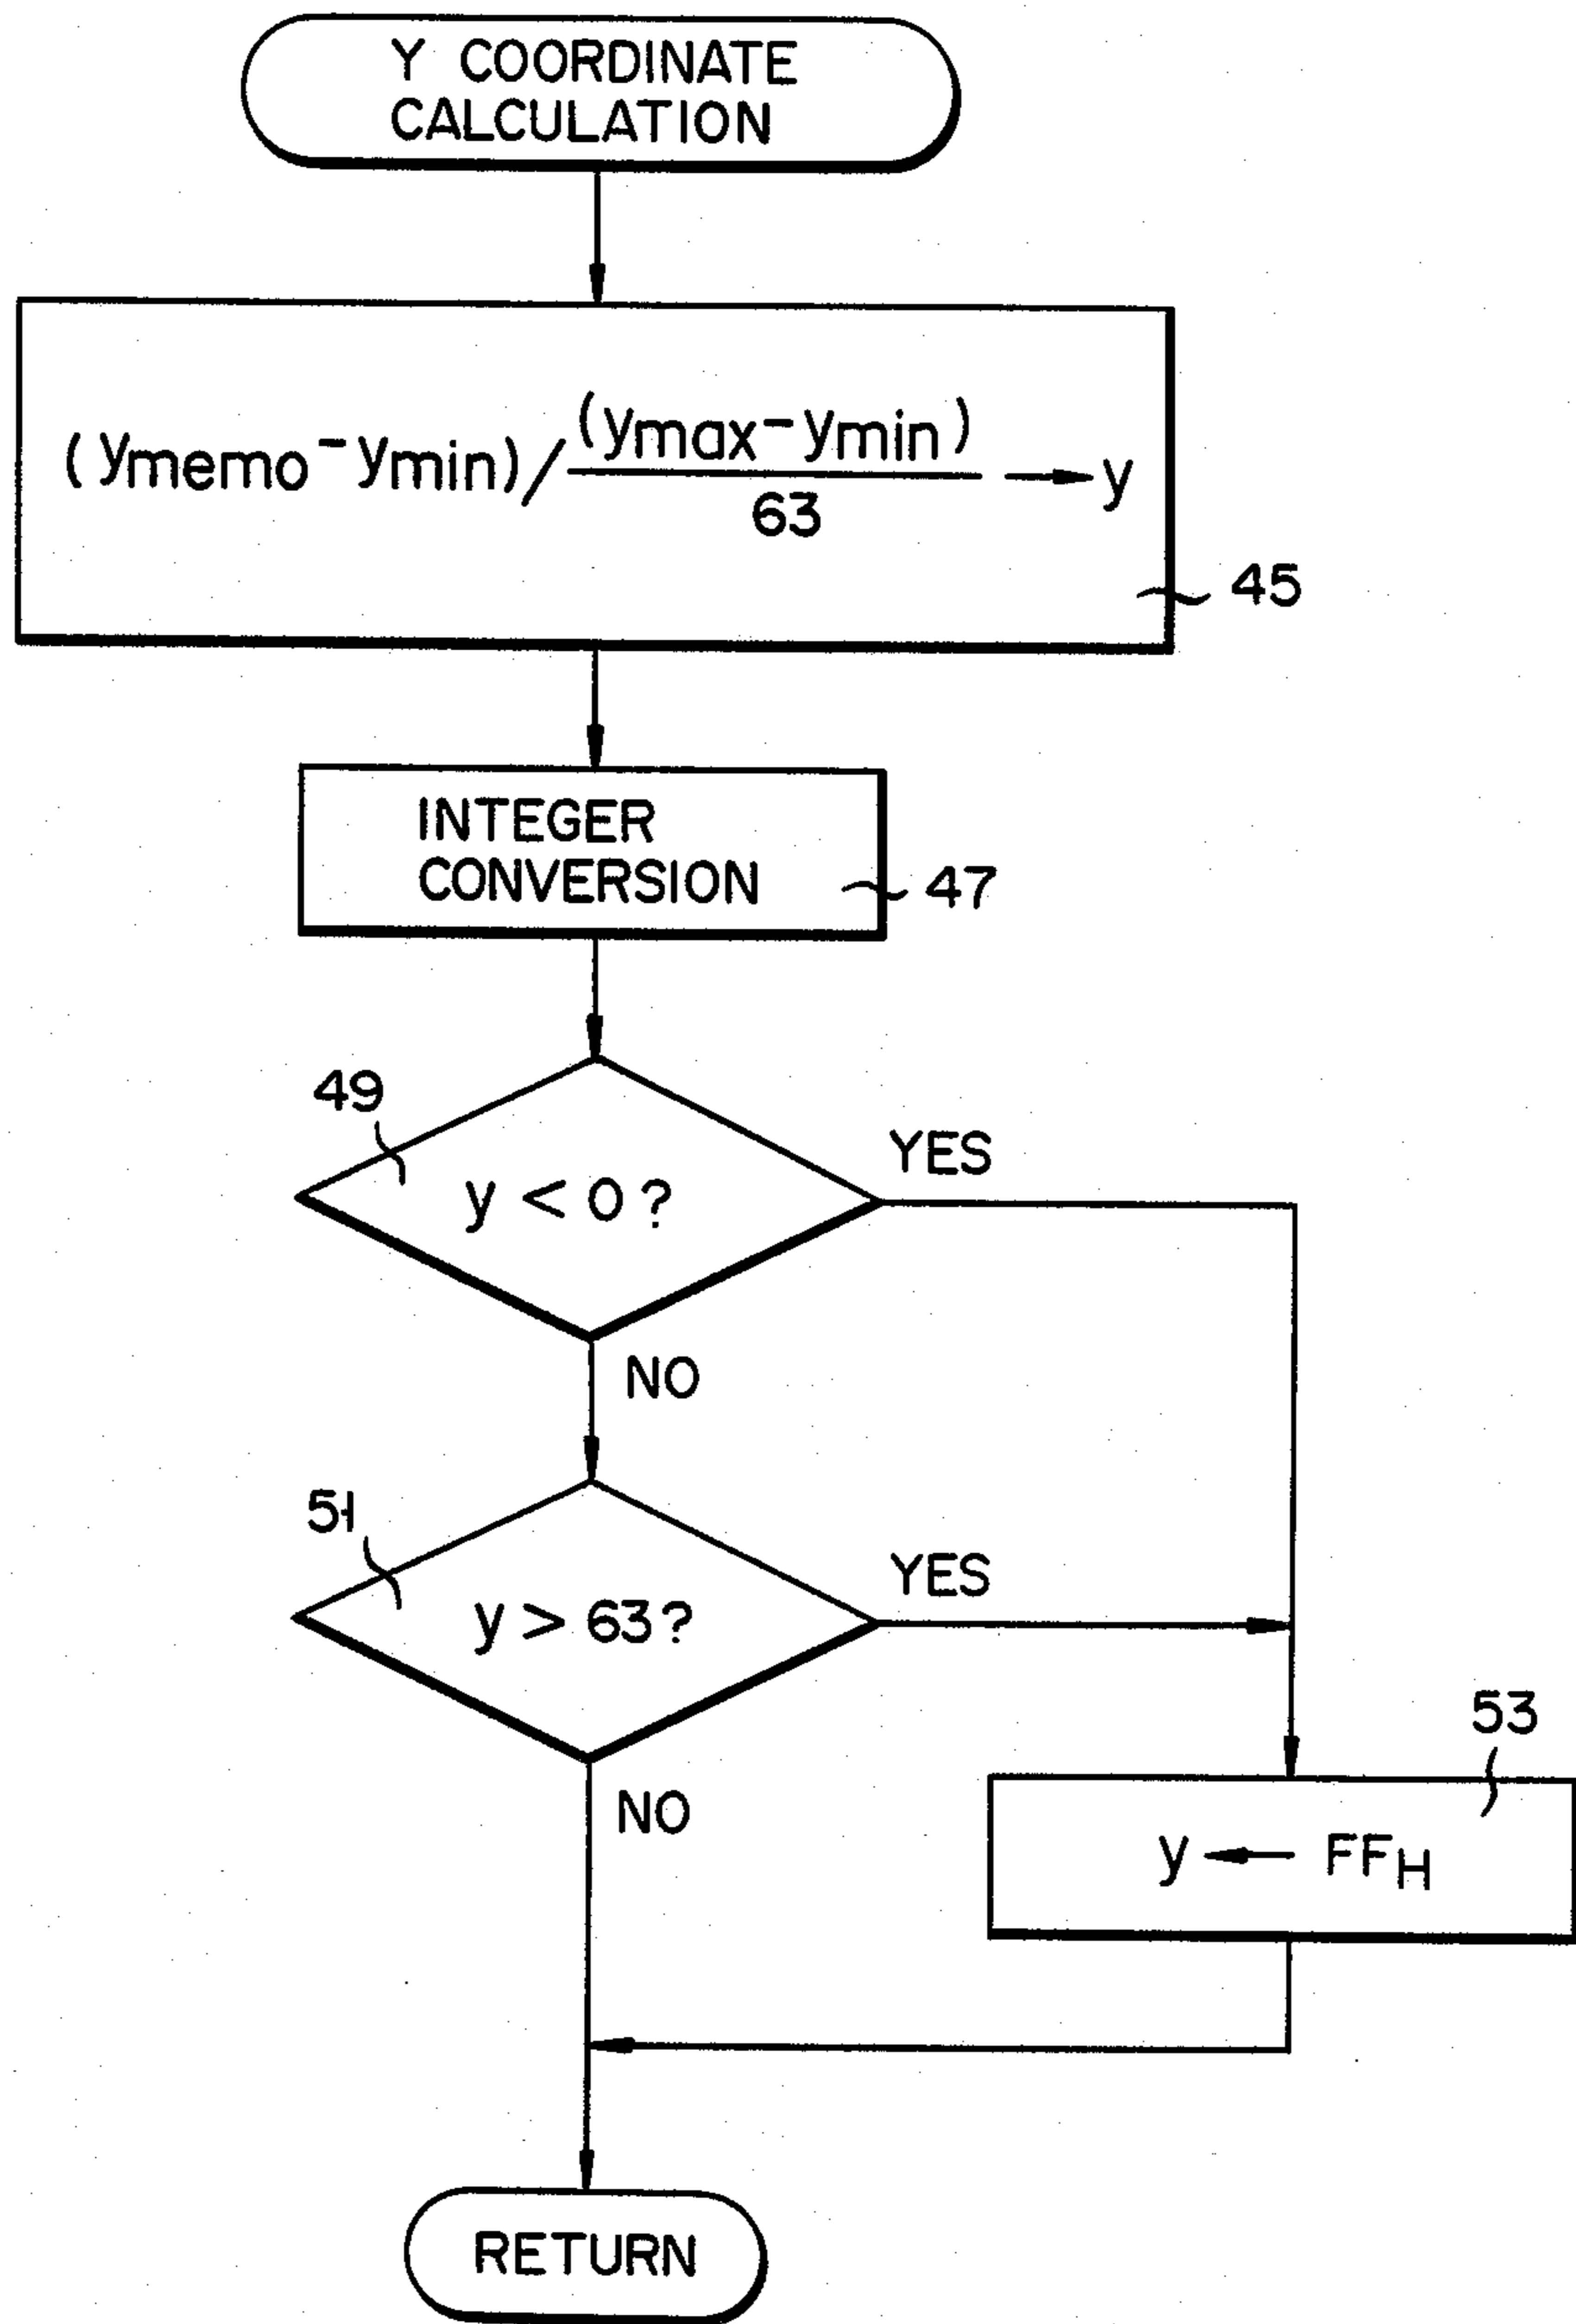 Y COORDINATE
CALCULATION
(ymemo-ymin)/(ymax-ymin)/63 → y
45
INTEGER
CONVERSION
47
49
y < 0 ?
YES
NO
51
y > 63 ?
YES
NO
53
y ← FFH
RETURN